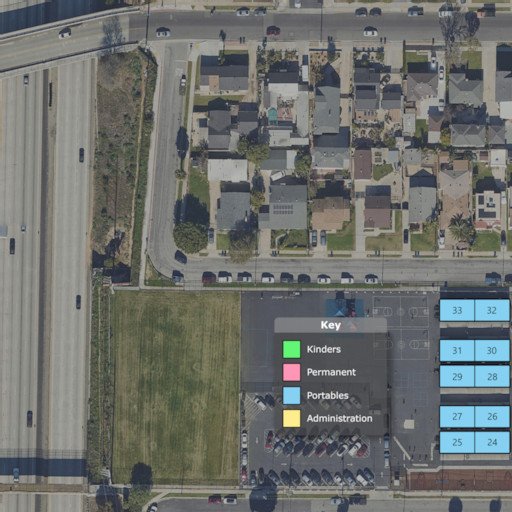 33 32
Key
Kinders
31 30
Permanent
29 28
Portables
Administration
27 26
25 24